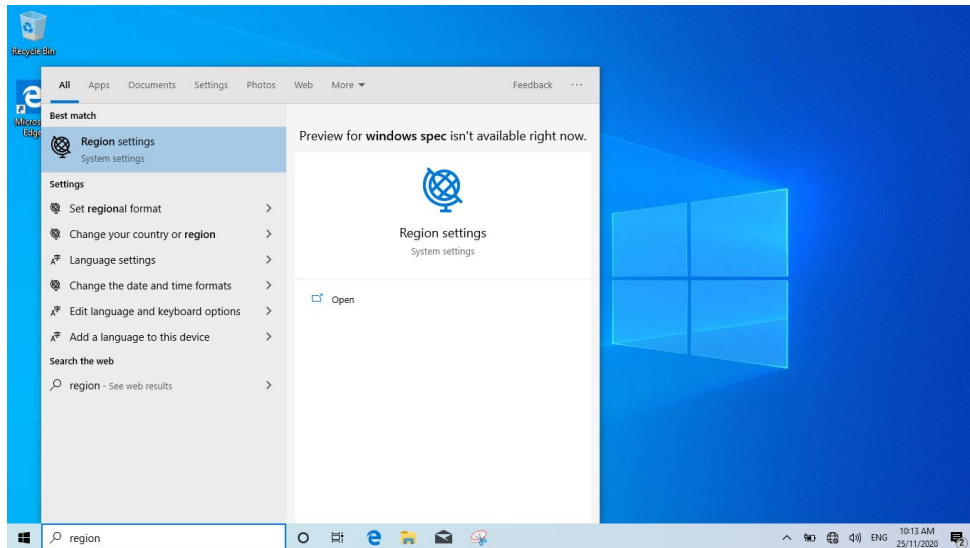 Recycle Bin
Micros
Edge
All Apps Documents Settings Photos Web More Feedback ...
Best match
Region settings
System settings
Settings
Set regional format
Change your country or region
Language settings
Change the date and time formats
Edit language and keyboard options
Add a language to this device
Search the web
region - See web results
Preview for windows spec isn't available right now.
Region settings
System settings
Open
region
ENG
10:13 AM
25/11/2020
2